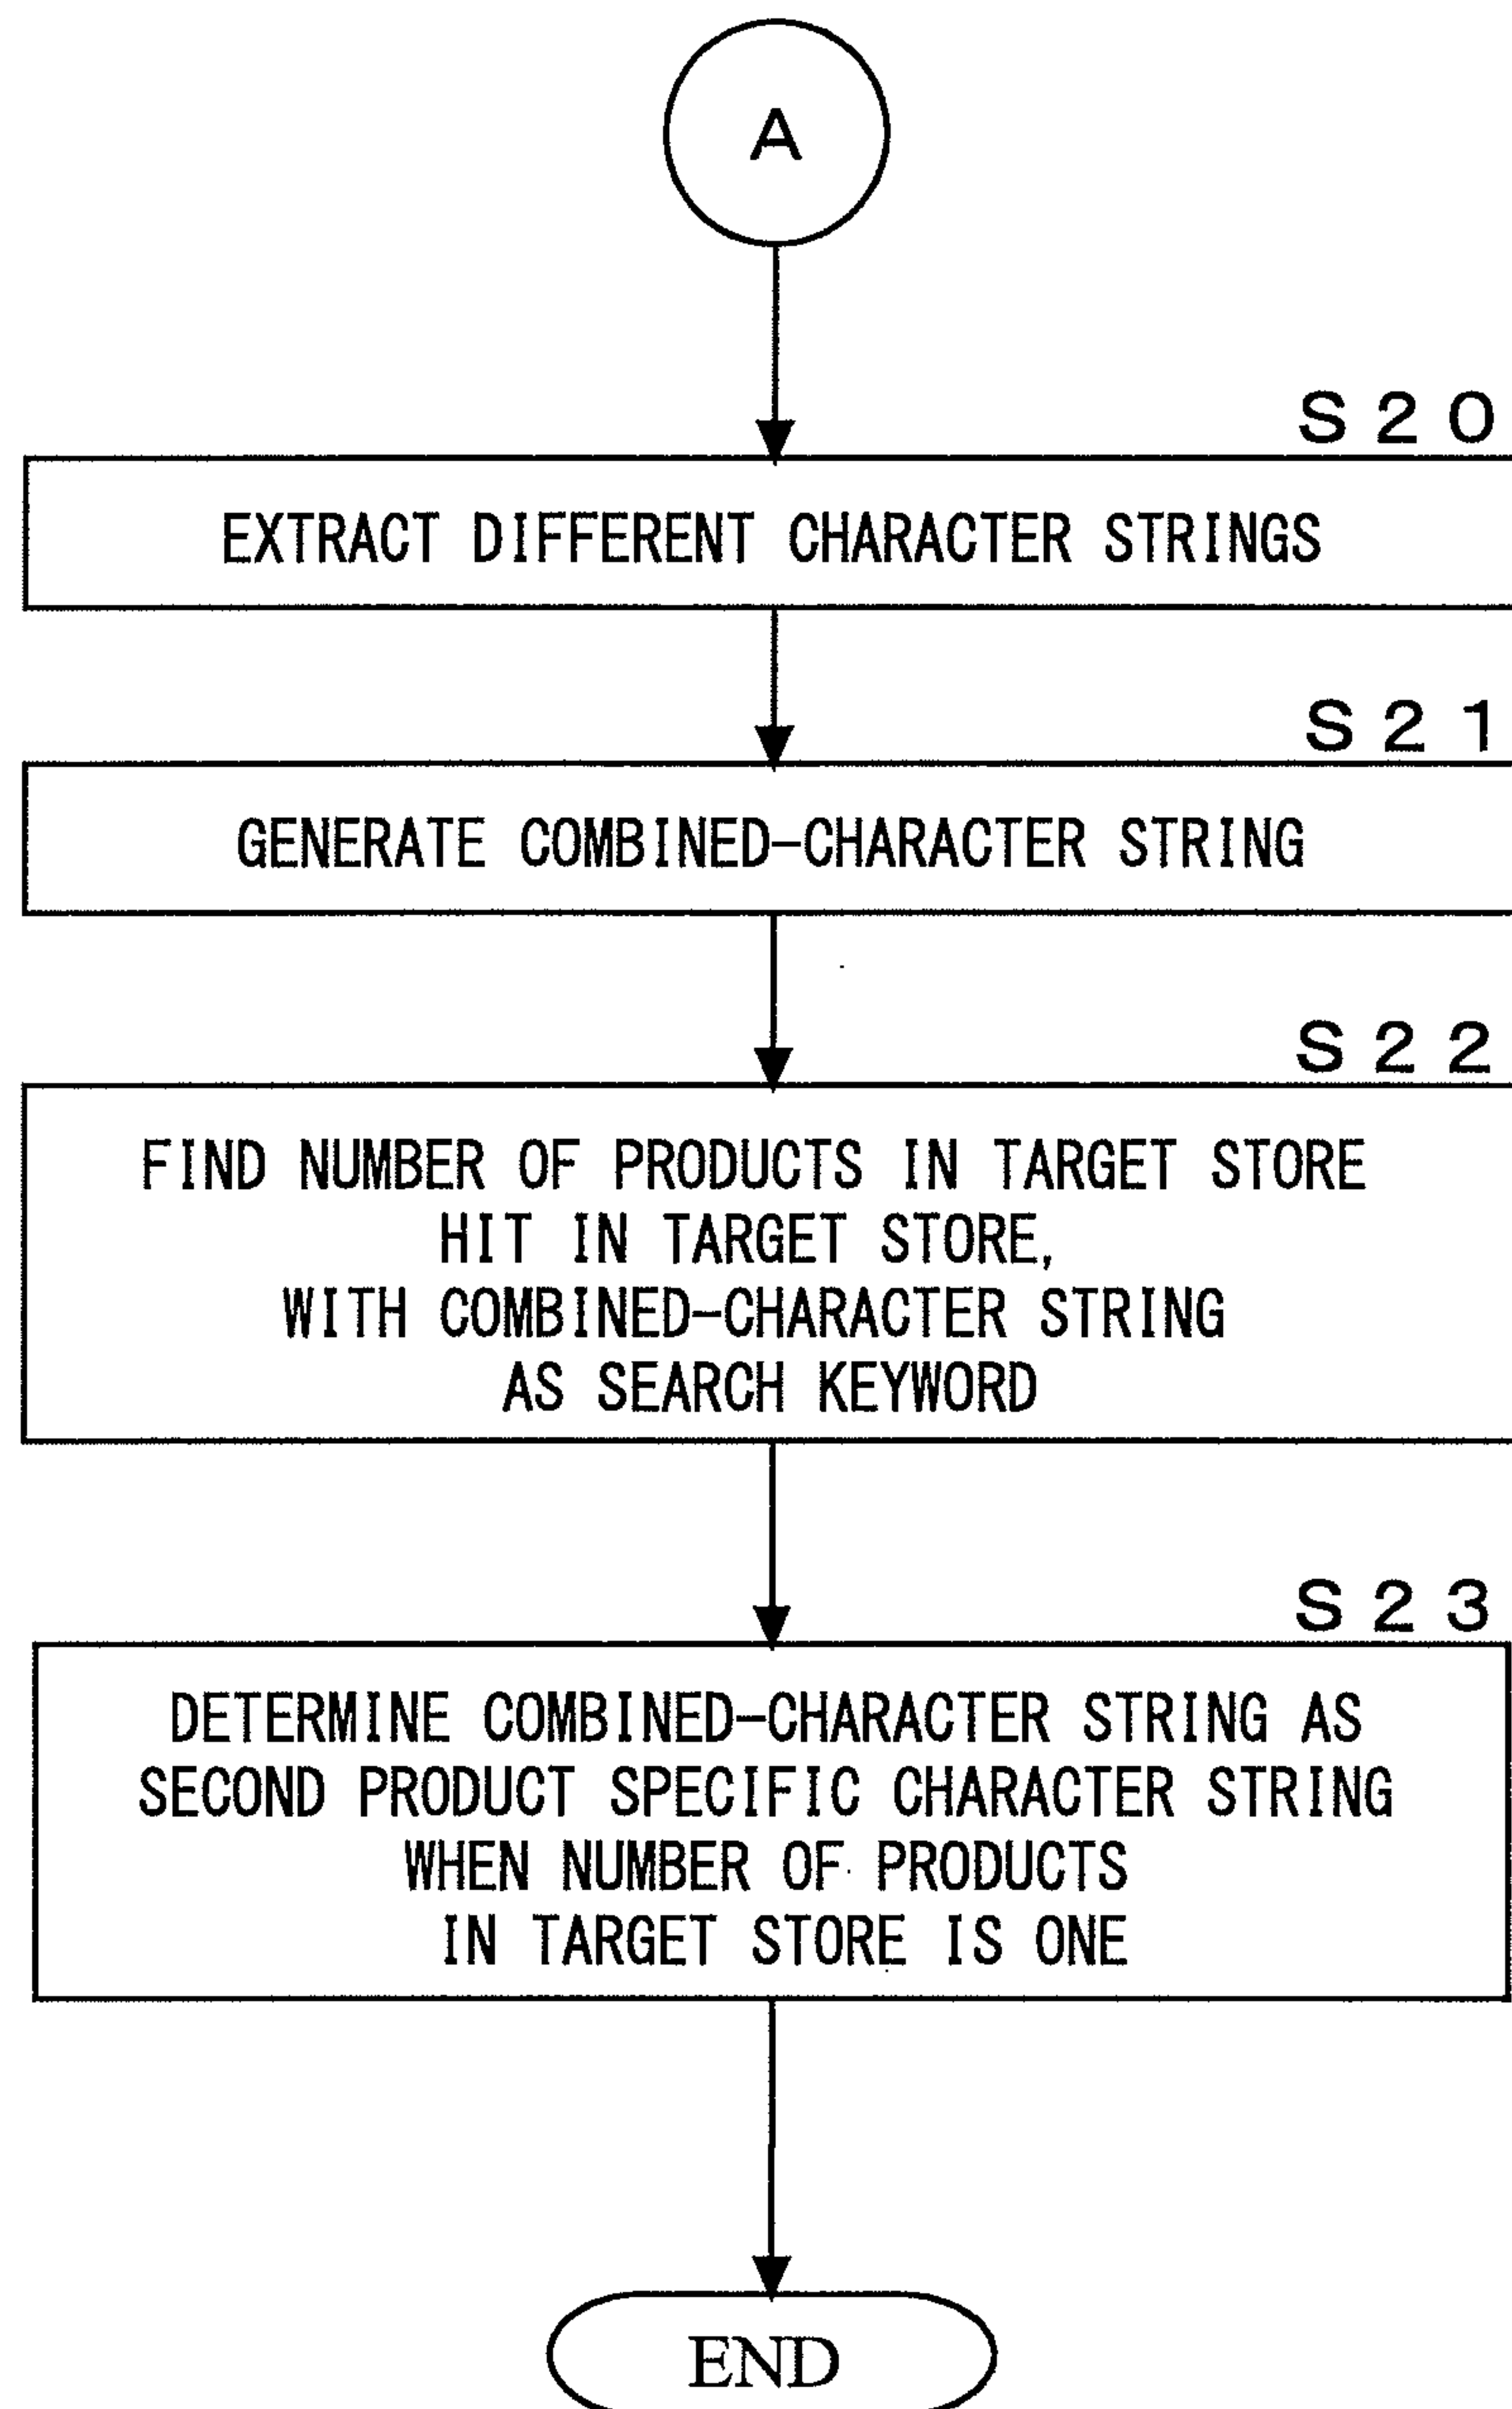 A
S20
EXTRACT DIFFERENT CHARACTER STRINGS
S21
GENERATE COMBINED-CHARACTER STRING
S22
FIND NUMBER OF PRODUCTS IN TARGET STORE
HIT IN TARGET STORE,
WITH COMBINED-CHARACTER STRING
AS SEARCH KEYWORD
S23
DETERMINE COMBINED-CHARACTER STRING AS
SECOND PRODUCT SPECIFIC CHARACTER STRING
WHEN NUMBER OF PRODUCTS
IN TARGET STORE IS ONE
END